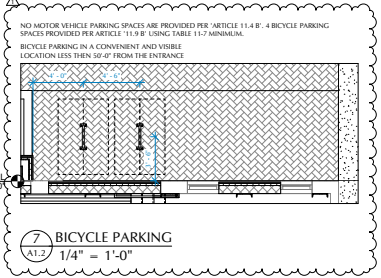 NO MOTOR VEHICLE PARKING SPACES ARE PROVIDED PER 'ARTICLE 11.4 B'. 4 BICYCLE PARKING
SPACES PROVIDED PER ARTICLE '11.9 B' USING TABLE 11-7 MINIMUM.
BICYCLE PARKING IN A CONVENIENT AND VISIBLE
LOCATION LESS THEN 50'-0" FROM THE ENTRANCE
4'-0"
4'-6"
7
A1.2
BICYCLE PARKING
1/4" = 1'-0"